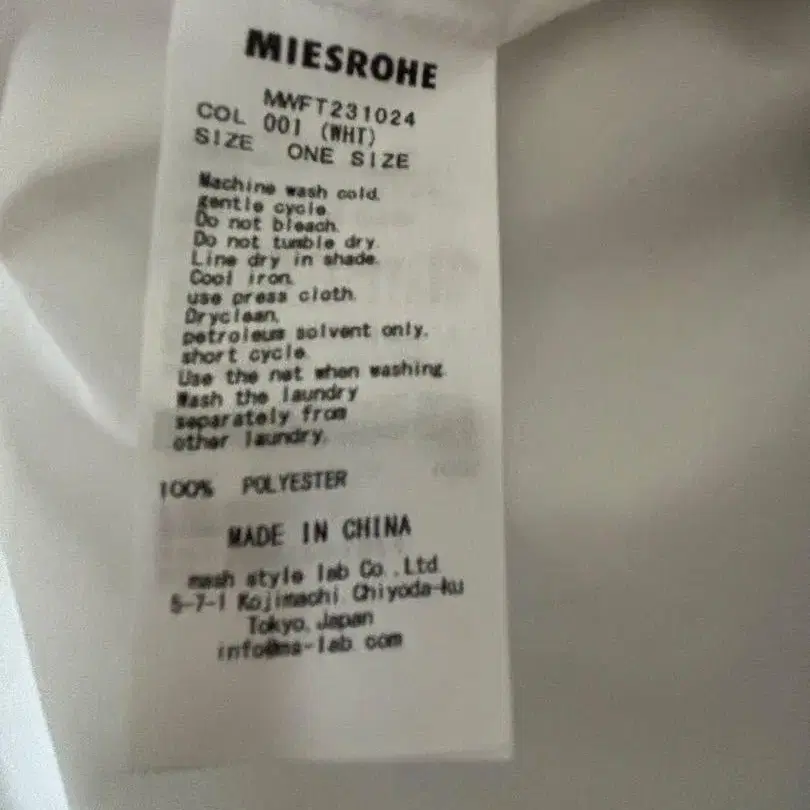 MIESROHE
MWFT231024
COL 001 (WHT)
SIZE ONE SIZE
Machine wash cold.
gentle cycle.
Do not bleach.
Do not tumble dry.
Line dry in shade.
Cool iron.
use press cloth.
Dryclean,
petroleum solvent only.
short cycle.
Use the net when washing.
Wash the laundry
separately from
other laundry.
100% POLYESTER
MADE IN CHINA
mash style lab Co.,Ltd.
5-7-1 Kojimachi Chiyoda-ku
Tokyo, Japan
info@ms-lab.com